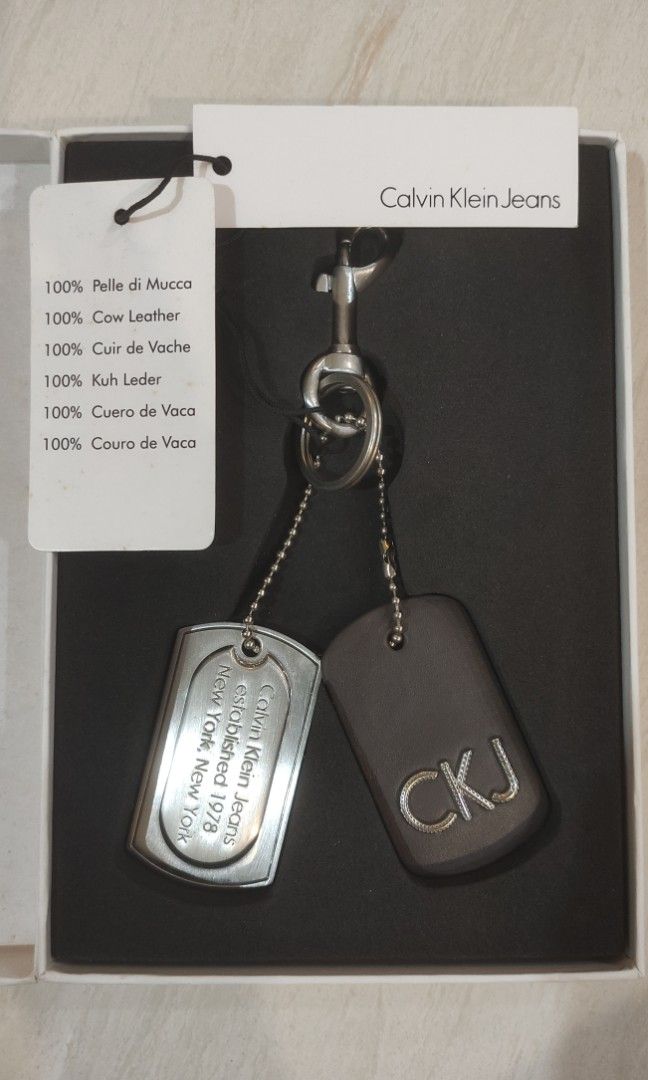 Calvin Klein Jeans
100% Pelle di Mucca
100% Cow Leather
100% Cuir de Vache
100% Kuh Leder
100% Cuero de Vaca
100% Couro de Vaca
Calvin Klein Jeans
established 1978
New York, New York
CKJ